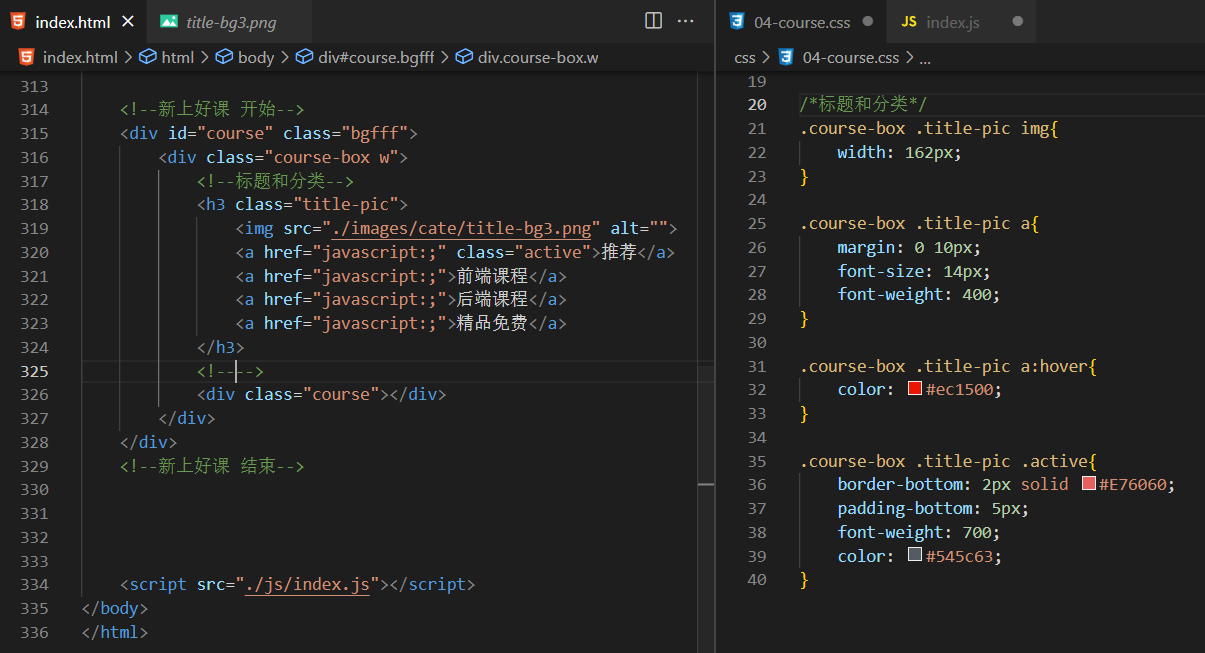 index.html
title-bg3.png
index.html > html > body > div#course.bgfff > div.course-box.w
313
314 <!--新上好课 开始-->
315 <div id="course" class="bgfff">
316 <div class="course-box w">
317 <!--标题和分类-->
318 <h3 class="title-pic">
319 <img src="./images/cate/title-bg3.png" alt="">
320 <a href="javascript:;" class="active">推荐</a>
321 <a href="javascript:;">前端课程</a>
322 <a href="javascript:;">后端课程</a>
323 <a href="javascript:;">精品免费</a>
324 </h3>
325 <!---->
326 <div class="course"></div>
327 </div>
328 </div>
329 <!--新上好课 结束-->
330
331
332
333
334 <script src="./js/index.js"></script>
335 </body>
336 </html>
04-course.css
JS index.js
css > 04-course.css > ...
19
20 /*标题和分类*/
21 .course-box .title-pic img{
22 width: 162px;
23 }
24
25 .course-box .title-pic a{
26 margin: 0 10px;
27 font-size: 14px;
28 font-weight: 400;
29 }
30
31 .course-box .title-pic a:hover{
32 color: #ec1500;
33 }
34
35 .course-box .title-pic .active{
36 border-bottom: 2px solid #E76060;
37 padding-bottom: 5px;
38 font-weight: 700;
39 color: #545c63;
40 }